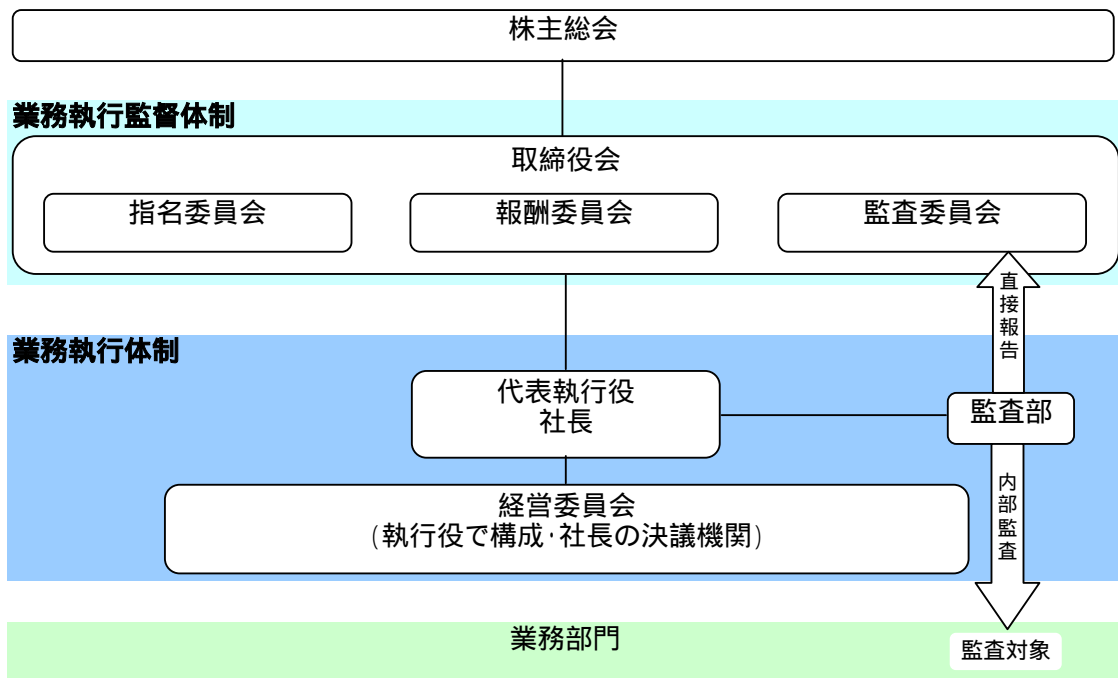 株主総会
業務執行監督体制
取締役会
指名委員会
報酬委員会
監査委員会
直接報告
業務執行体制
代表執行役
社長
監査部
経営委員会
(執行役で構成・社長の決議機関)
内部監査
業務部門
監査対象